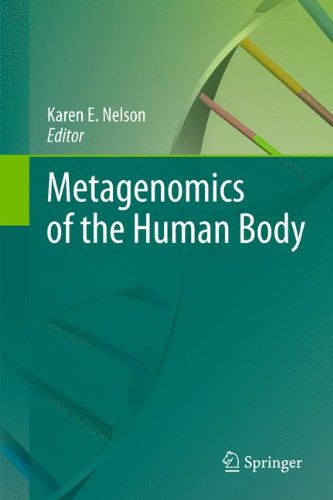 Karen E. Nelson
Editor
Metagenomics
of the Human Body
Springer